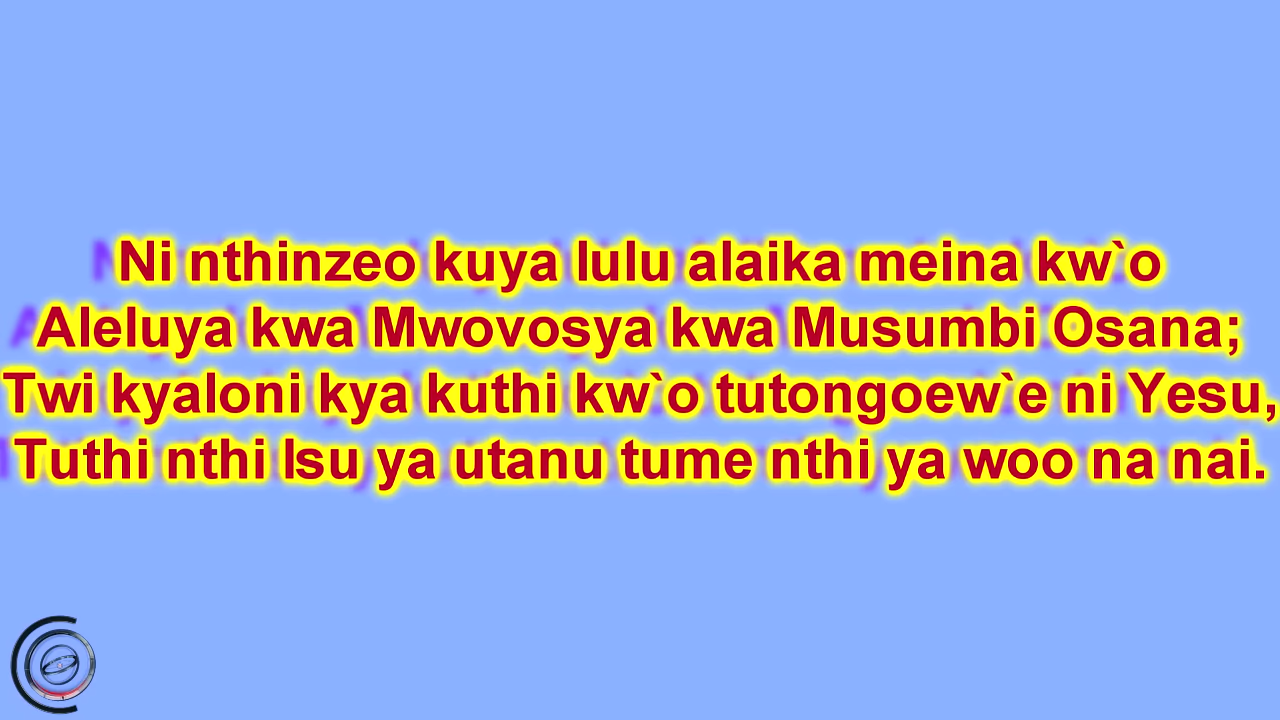 Ni nthinzeo kuya lulu alaika meina kw`o
Aleluya kwa Mwovosya kwa Musumbi Osana;
Twi kyaloni kya kuthi kw`o tutongoew`e ni Yesu,
Tuthi nthi Isu ya utanu tume nthi ya woo na nai.